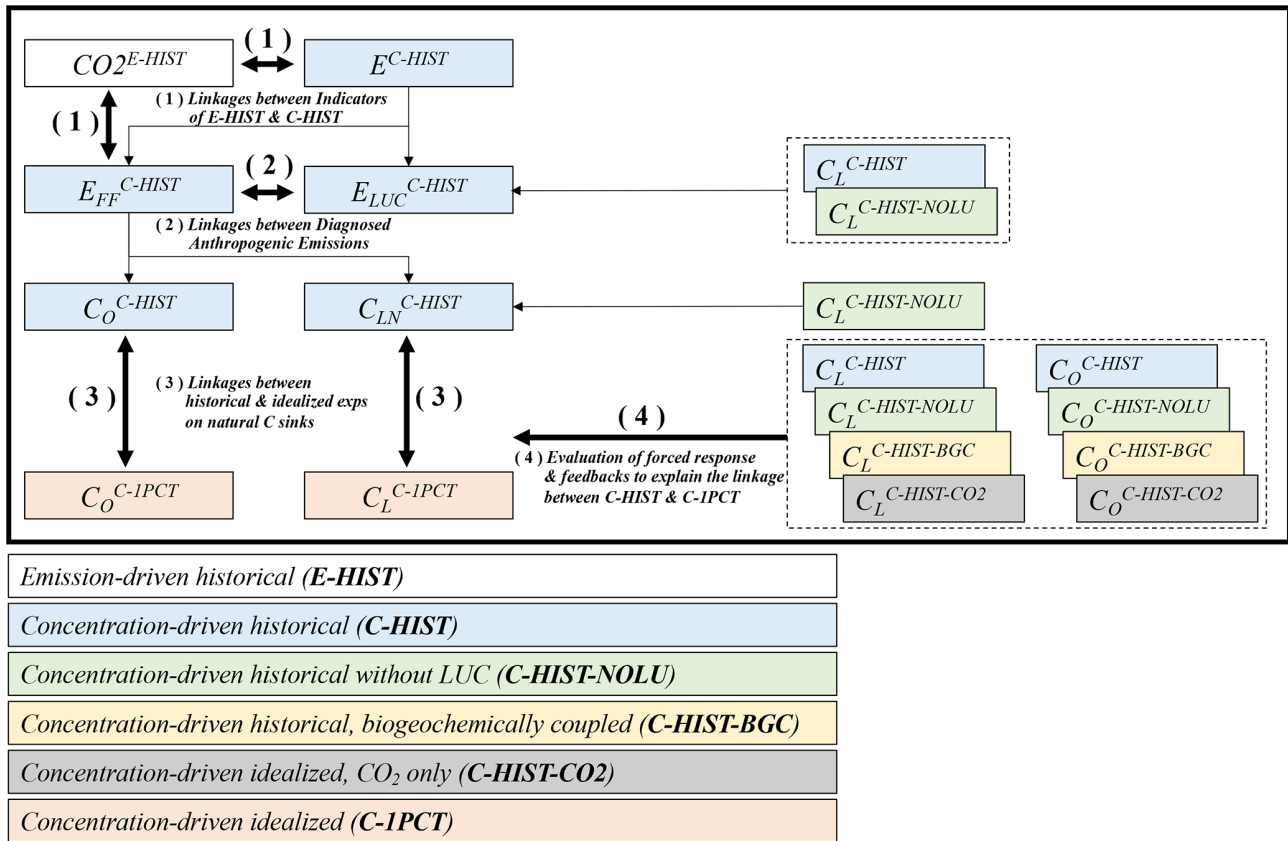 CO2^E-HIST
( 1 )
E^C-HIST
( 1 ) Linkages between Indicators
of E-HIST & C-HIST
( 1 )
E_FF^C-HIST
( 2 )
E_LUC^C-HIST
C_L^C-HIST
C_L^C-HIST-NOLU
( 2 ) Linkages between Diagnosed
Anthropogenic Emissions
C_O^C-HIST
C_LN^C-HIST
C_L^C-HIST-NOLU
( 3 )
( 3 ) Linkages between
historical & idealized exps
on natural C sinks
( 3 )
( 4 )
( 4 ) Evaluation of forced response
& feedbacks to explain the linkage
between C-HIST & C-1PCT
C_L^C-HIST
C_L^C-HIST-NOLU
C_L^C-HIST-BGC
C_L^C-HIST-CO2
C_O^C-HIST
C_O^C-HIST-NOLU
C_O^C-HIST-BGC
C_O^C-HIST-CO2
C_O^C-1PCT
C_L^C-1PCT
Emission-driven historical (E-HIST)
Concentration-driven historical (C-HIST)
Concentration-driven historical without LUC (C-HIST-NOLU)
Concentration-driven historical, biogeochemically coupled (C-HIST-BGC)
Concentration-driven idealized, CO₂ only (C-HIST-CO2)
Concentration-driven idealized (C-1PCT)